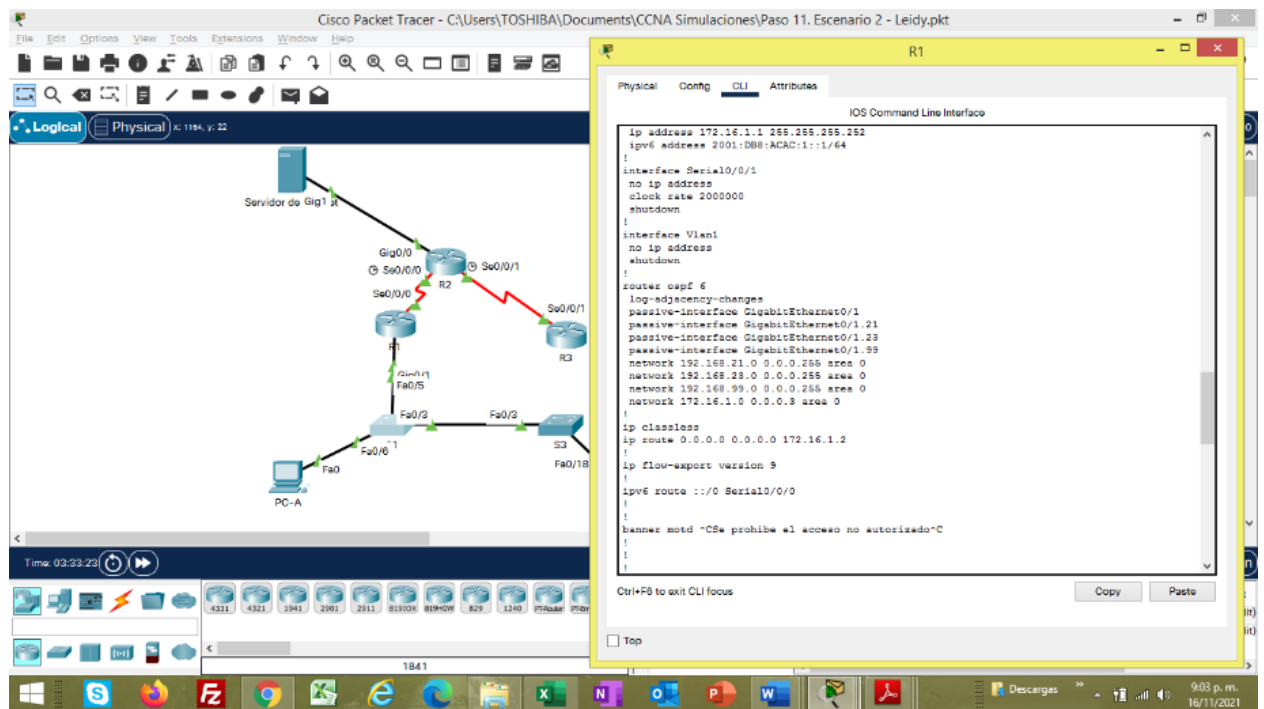 Cisco Packet Tracer - C:\Users\TOSHIBA\Documents\CCNA Simulaciones\Paso 11. Escenario 2 - Leidy.pkt
File Edit Options View Tools Extensions Window Help
Logical Physical x: 1184, y: 22
Servidor de Gig1
Gig0/0
Se0/0/0
Se0/0/1
R2
Se0/0/0
Se0/0/1
R1
R3
Gig0/1
Fa0/5
Fa0/3
Fa0/3
Fa0/6
S3
Fa0
Fa0/18
PC-A
Time: 03:33:23
4331 4321 1941 2901 2911 819IOX 819HGW 829 1240 PT-Router
1841
R1
Physical Config CLI Attributes
IOS Command Line Interface
ip address 172.16.1.1 255.255.255.252
ipv6 address 2001:DB8:ACAC:1::1/64
!
interface Serial0/0/1
no ip address
clock rate 2000000
shutdown
!
interface Vlan1
no ip address
shutdown
!
router ospf 6
log-adjacency-changes
passive-interface GigabitEthernet0/1
passive-interface GigabitEthernet0/1.21
passive-interface GigabitEthernet0/1.23
passive-interface GigabitEthernet0/1.99
network 192.168.21.0 0.0.0.255 area 0
network 192.168.23.0 0.0.0.255 area 0
network 192.168.99.0 0.0.0.255 area 0
network 172.16.1.0 0.0.0.3 area 0
!
ip classless
ip route 0.0.0.0 0.0.0.0 172.16.1.2
!
ip flow-export version 9
!
ipv6 route ::/0 Serial0/0/0
!
!
banner motd ^CSe prohibe el acceso no autorizado^C
!
!
!
Ctrl+F6 to exit CLI focus
Copy Paste
Top
Descargas
9:03 p. m.
16/11/2021